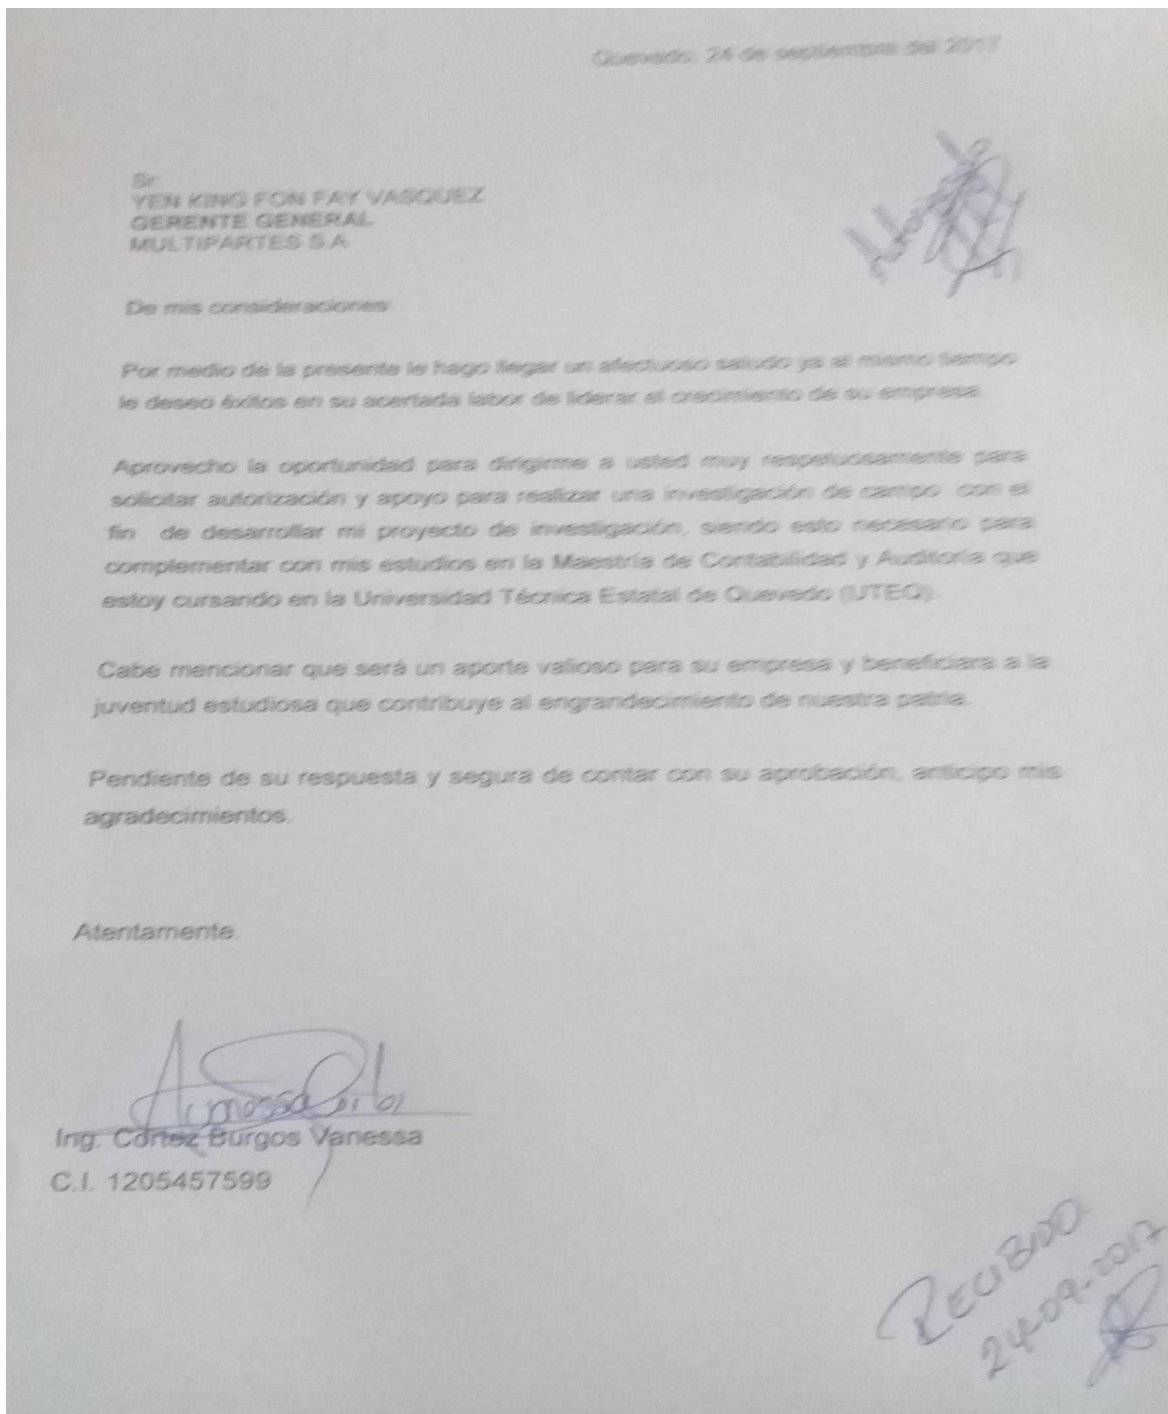 Quevedo, 24 de septiembre del 2017
Sr.
YEN KING FON FAY VASQUEZ
GERENTE GENERAL
MULTIPARTES S.A
De mis consideraciones
Por medio de la presente le hago llegar un afectuoso saludo ya al mismo tiempo
le deseo éxitos en su acertada labor de liderar el crecimiento de su empresa.
Aprovecho la oportunidad para dirigirme a usted muy respetuosamente para
solicitar autorización y apoyo para realizar una investigación de campo con el
fin de desarrollar mi proyecto de investigación, siendo esto necesario para
complementar con mis estudios en la Maestría de Contabilidad y Auditoría que
estoy cursando en la Universidad Técnica Estatal de Quevedo (UTEQ).
Cabe mencionar que será un aporte valioso para su empresa y beneficiara a la
juventud estudiosa que contribuye al engrandecimiento de nuestra patria.
Pendiente de su respuesta y segura de contar con su aprobación, anticipo mis
agradecimientos.
Atentamente.
Ing. Cortez Burgos Vanessa
C.I. 1205457599
RECIBIDO
24-09-2017